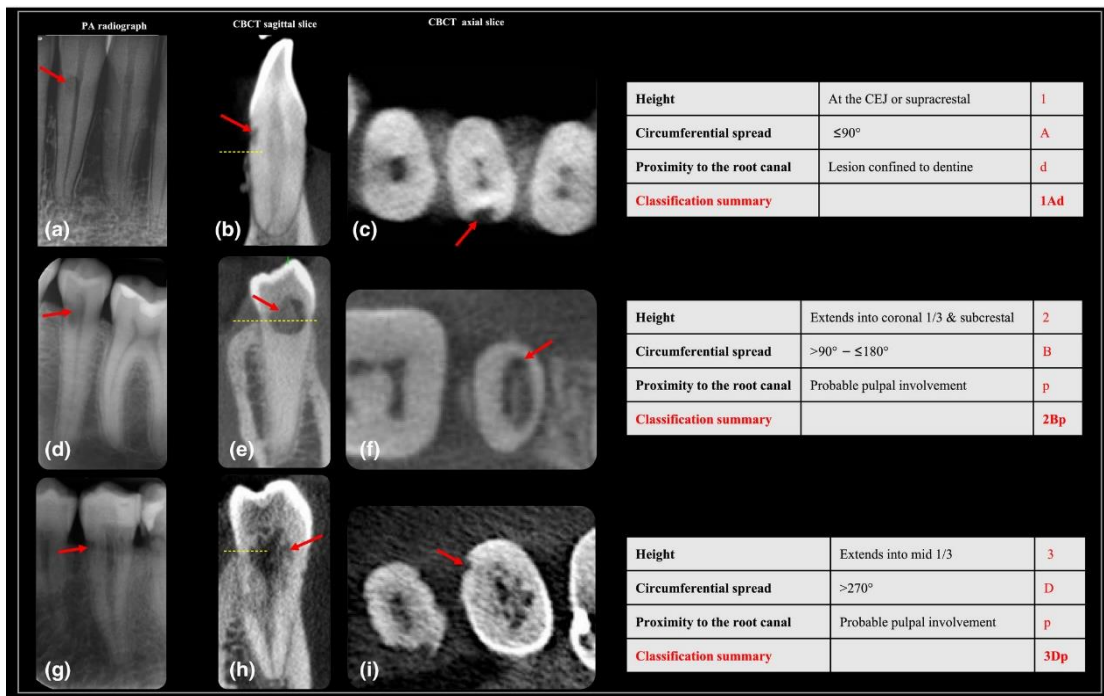 PA radiograph CBCT sagittal slice CBCT axial slice
(a) (b) (c)
Height At the CEJ or supracrestal 1
Circumferential spread ≤90° A
Proximity to the root canal Lesion confined to dentine d
Classification summary 1Ad
(d) (e) (f)
Height Extends into coronal 1/3 & subcrestal 2
Circumferential spread >90° – ≤180° B
Proximity to the root canal Probable pulpal involvement p
Classification summary 2Bp
(g) (h) (i)
Height Extends into mid 1/3 3
Circumferential spread >270° D
Proximity to the root canal Probable pulpal involvement p
Classification summary 3Dp